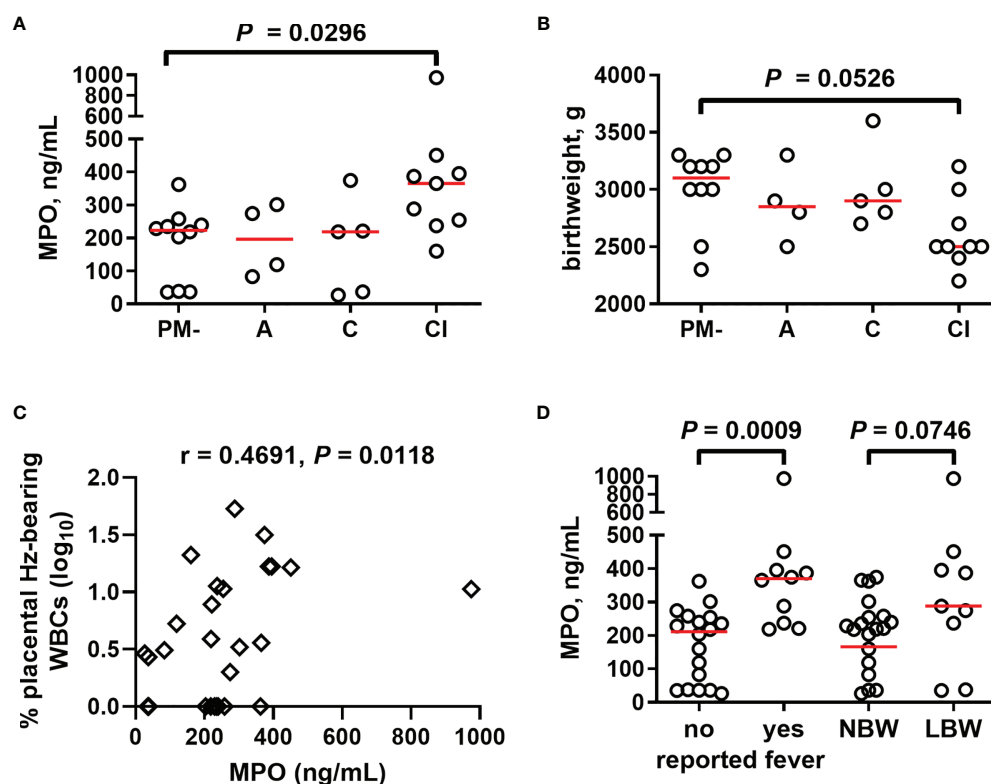 A
P = 0.0296
1000
800
600
500
400
300
200
100
0
MPO, ng/mL
PM- A C CI
B
P = 0.0526
4000
3500
3000
2500
2000
birthweight, g
PM- A C CI
C
r = 0.4691, P = 0.0118
2.0
1.5
1.0
0.5
0.0
% placental Hz-bearing
WBCs (log10)
0 200 400 600 800 1000
MPO (ng/mL)
D
P = 0.0009 P = 0.0746
1000
800
600
500
400
300
200
100
0
MPO, ng/mL
no yes NBW LBW
reported fever